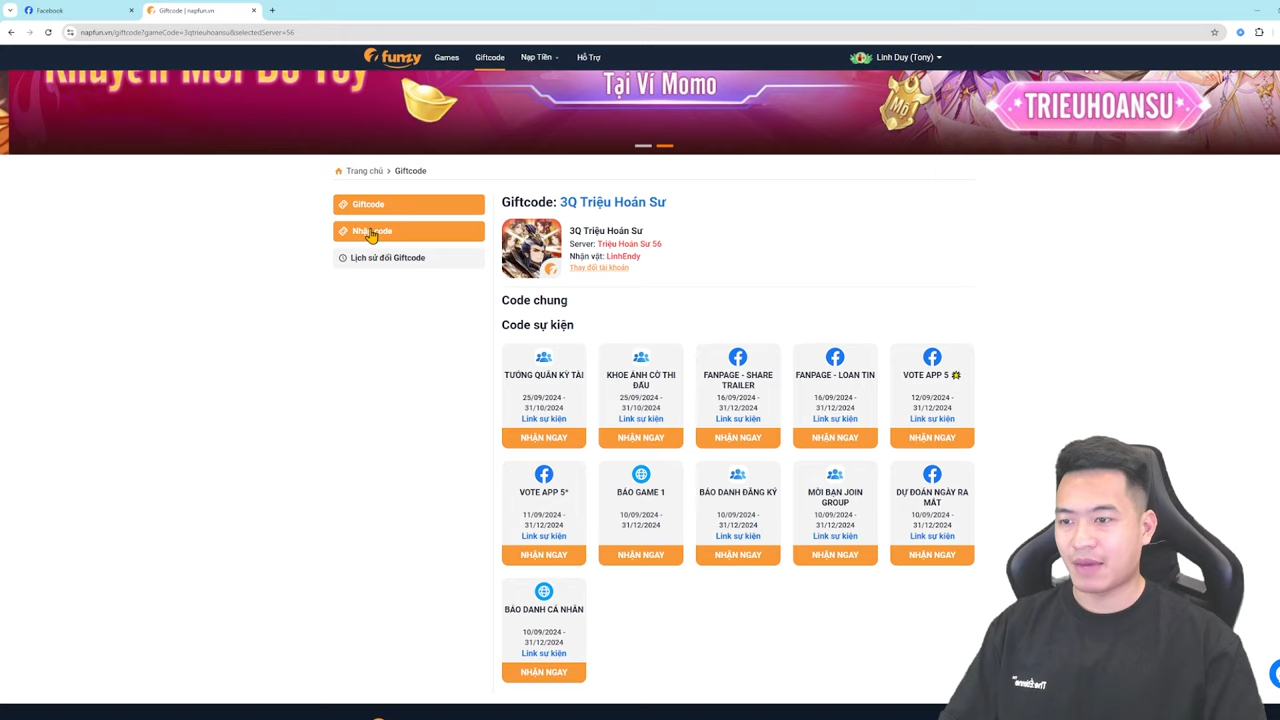 Facebook
Giftcode | napfun.vn
napfun.vn/giftcode?gameCode=3qtrieuhoansu&selectedServer=56
funzy
Games
Giftcode
Nạp Tiền
Hỗ Trợ
Linh Duy (Tony)
Tại Ví Momo
TRIEUHOANSU
Trang chủ > Giftcode
Giftcode
Lịch sử đổi Giftcode
Giftcode: 3Q Triệu Hoán Sư
3Q Triệu Hoán Sư
Server: Triệu Hoán Sư 56
Nhân vật: LinhEndy
Thay đổi tài khoản
Code chung
Code sự kiện
TƯỚNG QUÂN KỲ TÀI
25/09/2024 -
31/10/2024
Link sự kiện
NHẬN NGAY
KHOE ẢNH CỜ THI
ĐẤU
25/09/2024 -
31/10/2024
Link sự kiện
NHẬN NGAY
FANPAGE - SHARE
TRAILER
16/09/2024 -
31/12/2024
Link sự kiện
NHẬN NGAY
FANPAGE - LOAN TIN
16/09/2024 -
31/12/2024
Link sự kiện
NHẬN NGAY
VOTE APP 5
12/09/2024 -
31/12/2024
Link sự kiện
NHẬN NGAY
VOTE APP 5*
11/09/2024 -
31/12/2024
Link sự kiện
NHẬN NGAY
BÁO GAME 1
10/09/2024 -
31/12/2024
NHẬN NGAY
BÁO DANH ĐĂNG KÝ
10/09/2024 -
31/12/2024
Link sự kiện
NHẬN NGAY
MỜI BẠN JOIN
GROUP
10/09/2024 -
31/12/2024
Link sự kiện
NHẬN NGAY
DỰ ĐOÁN NGÀY RA
MẮT
10/09/2024 -
31/12/2024
Link sự kiện
NHẬN NGAY
BÁO DANH CÁ NHÂN
10/09/2024 -
31/12/2024
Link sự kiện
NHẬN NGAY